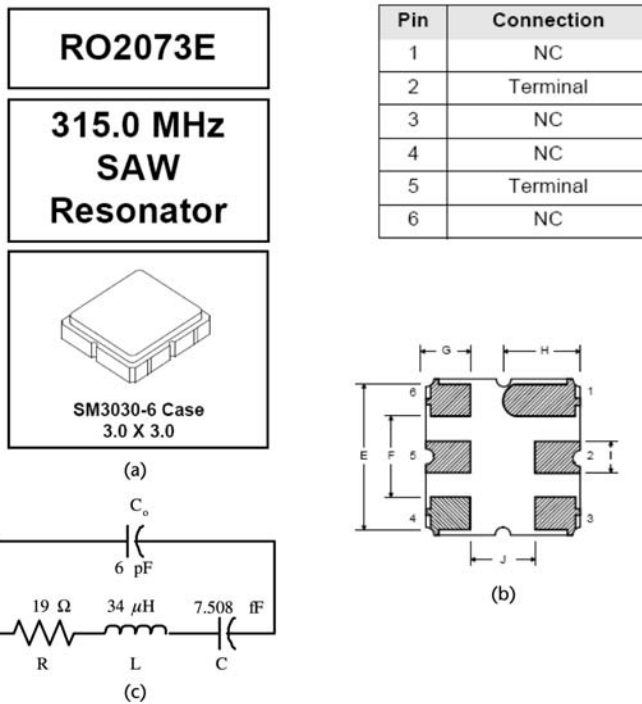 RO2073E
315.0 MHz
SAW
Resonator
SM3030-6 Case
3.0 X 3.0
(a)
Pin Connection
1 NC
2 Terminal
3 NC
4 NC
5 Terminal
6 NC
G H
6 1
E F 5 2 I
4 3
J
(b)
Co
6 pF
19 Ω 34 μH 7.508 fF
R L C
(c)